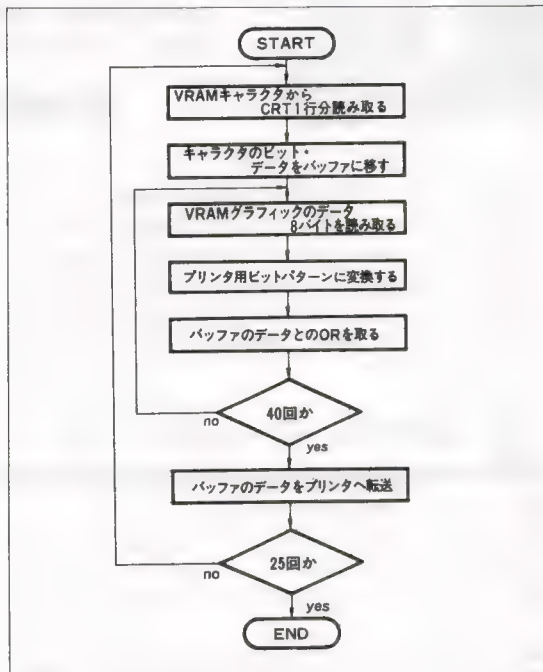 START
VRAMキャラクタから
CRT1行分読み取る
キャラクタのビット・
データをバッファに移す
VRAMグラフィックのデータ
8バイトを読み取る
プリンタ用ビットパターンに変換する
バッファのデータとのORを取る
40回か
no
yes
バッファのデータをプリンタへ転送
25回か
no
yes
END